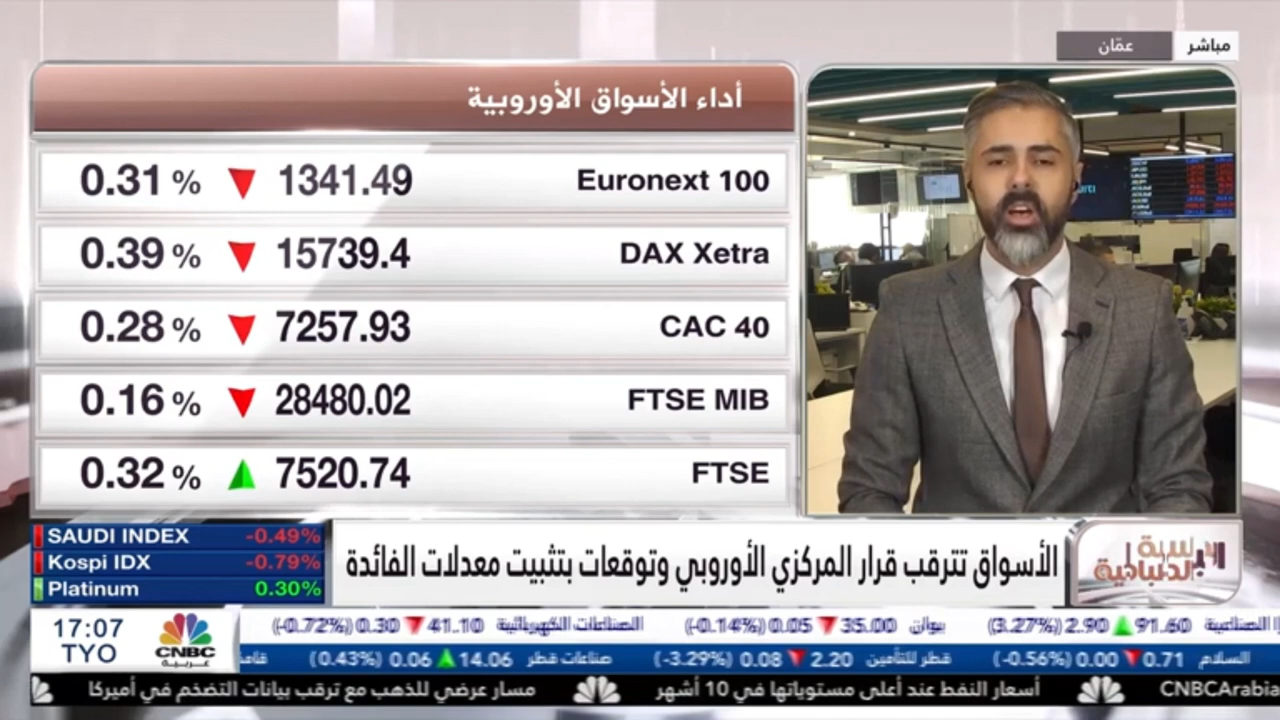 مباشر
عمّان
أداء الأسواق الأوروبية
Euronext 100 1341.49 0.31 %
DAX Xetra 15739.4 0.39 %
CAC 40 7257.93 0.28 %
FTSE MIB 28480.02 0.16 %
FTSE 7520.74 0.32 %
الأسواق تترقب قرار المركزي الأوروبي وتوقعات بتثبيت معدلات الفائدة
SAUDI INDEX -0.49%
Kospi IDX -0.79%
Platinum 0.30%
17:07
TYO
CNBC
عربية
91.60 2.90 (3.27%) بوان 35.00 0.05 (-0.14%) الصناعات الكهربائية 41.10 0.30 (-0.72%)
السلام 0.71 0.00 (-0.56%) قطر للتأمين 2.20 0.08 (-3.29%) صناعات قطر 14.06 0.06 (0.43%)
CNBCArabia أسعار النفط عند أعلى مستوياتها في 10 أشهر مسار عرضي للذهب مع ترقب بيانات التضخم في أميركا